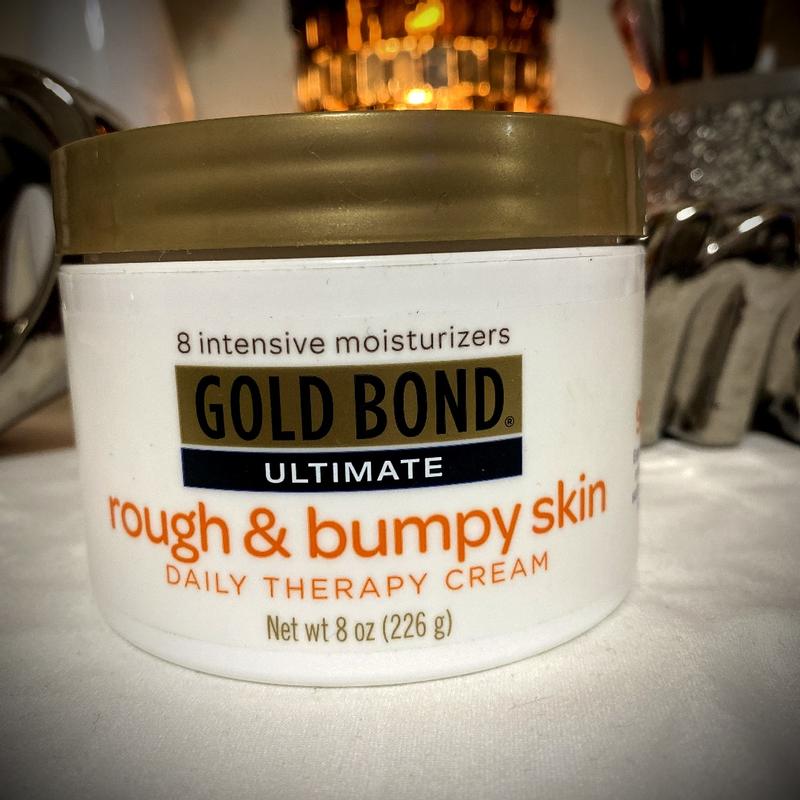 8 intensive moisturizers
GOLD BOND®
ULTIMATE
rough & bumpy skin
DAILY THERAPY CREAM
Net wt 8 oz (226 g)